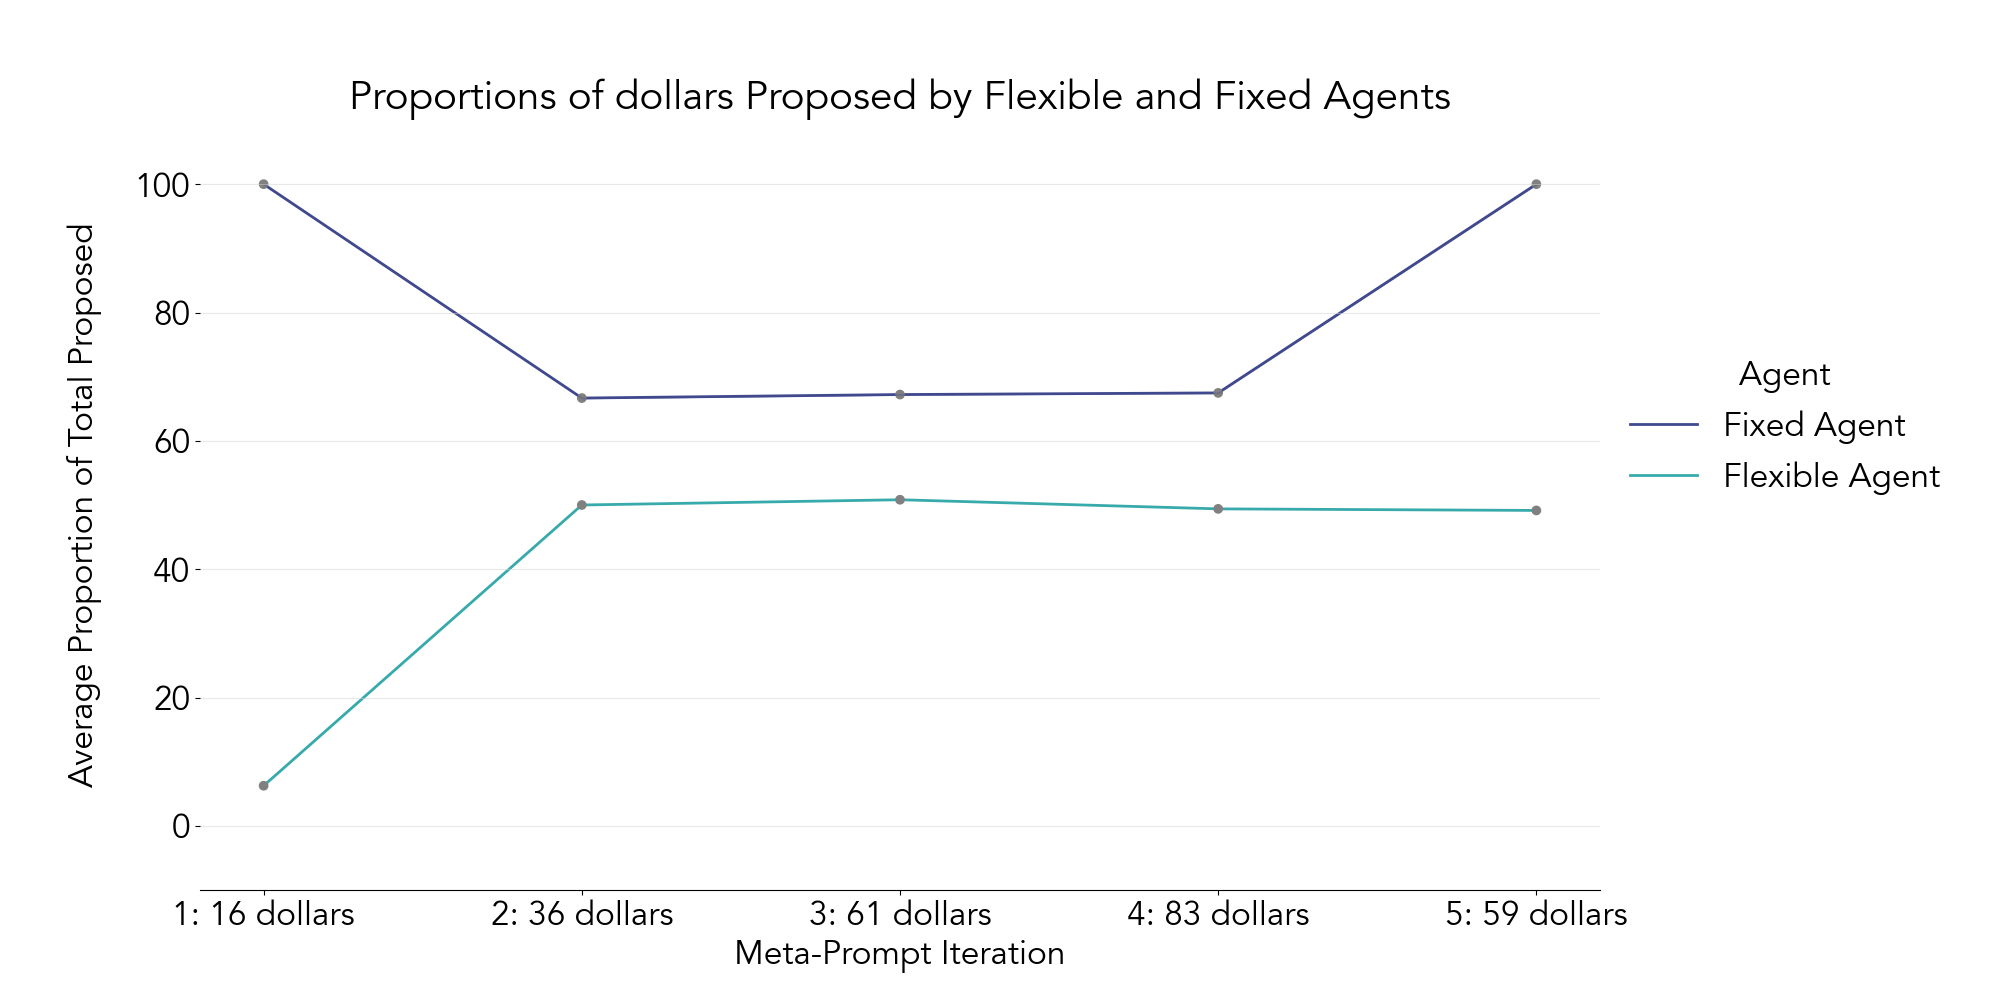 Proportions of dollars Proposed by Flexible and Fixed Agents
Average Proportion of Total Proposed
100
80
60
40
20
0
1: 16 dollars
2: 36 dollars
3: 61 dollars
4: 83 dollars
5: 59 dollars
Meta-Prompt Iteration
Agent
Fixed Agent
Flexible Agent